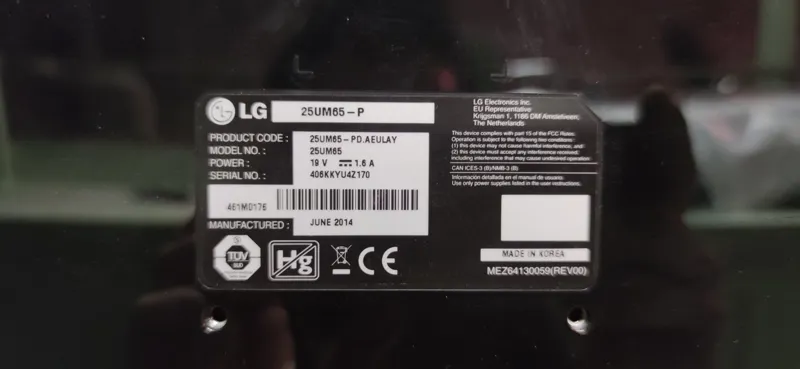 LG 25UM65-P
PRODUCT CODE : 25UM65-PD.AEULAY
MODEL NO. : 25UM65
POWER : 19 V ⎓ 1.6 A
SERIAL NO. : 406KKYU4Z170
461MD176
MANUFACTURED : JUNE 2014
TÜV
SÜD
Hg
CE
LG Electronics Inc.
EU Representative
Krijgsman 1, 1186 DM Amstelveen,
The Netherlands
This device complies with part 15 of the FCC Rules.
Operation is subject to the following two conditions:
(1) this device may not cause harmful interference, and
(2) this device must accept any interference received,
including interference that may cause undesired operation.
CAN ICES-3 (B)/NMB-3 (B)
Información detallada en el manual de usuario.
Use only power supplies listed in the user instructions.
MADE IN KOREA
MEZ64130059(REV00)